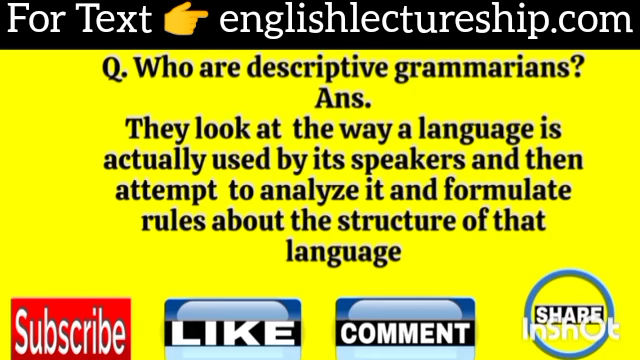 For Text 👉 englishlectureship.com
Q. Who are descriptive grammarians?
Ans.
They look at the way a language is
actually used by its speakers and then
attempt to analyze it and formulate
rules about the structure of that
language
Subscribe
LIKE
COMMENT
SHARE
InShOt